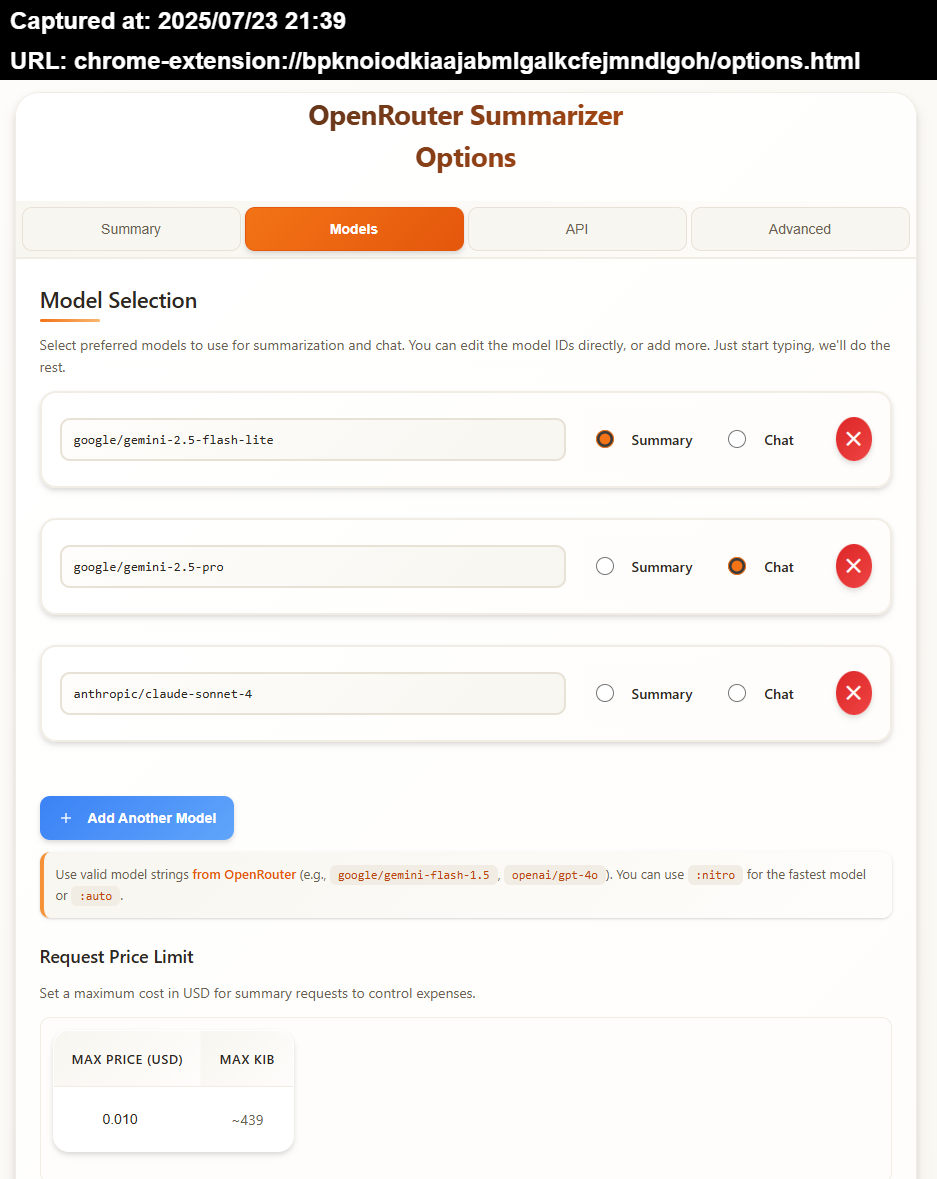 Captured at: 2025/07/23 21:39
URL: chrome-extension://bpknoiodkiaajabmlgalkcfejmndlgoh/options.html
OpenRouter Summarizer
Options
Summary
Models
API
Advanced
Model Selection
Select preferred models to use for summarization and chat. You can edit the model IDs directly, or add more. Just start typing, we'll do the
rest.
google/gemini-2.5-flash-lite
Summary
Chat
google/gemini-2.5-pro
Summary
Chat
anthropic/claude-sonnet-4
Summary
Chat
+ Add Another Model
Use valid model strings from OpenRouter (e.g., google/gemini-flash-1.5, openai/gpt-4o). You can use :nitro for the fastest model
or :auto.
Request Price Limit
Set a maximum cost in USD for summary requests to control expenses.
MAX PRICE (USD) MAX KIB
0.010 ~439